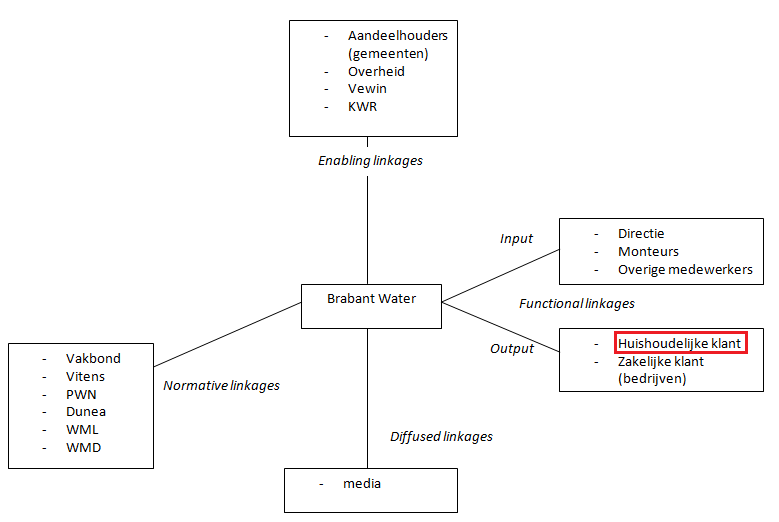 - Aandeelhouders
(gemeenten)
- Overheid
- Vewin
- KWR
Enabling linkages
Input
- Directie
- Monteurs
- Overige medewerkers
Brabant Water
Functional linkages
Output
- Huishoudelijke klant
- Zakelijke klant
(bedrijven)
- Vakbond
- Vitens
- PWN
- Dunea
- WML
- WMD
Normative linkages
Diffused linkages
- media